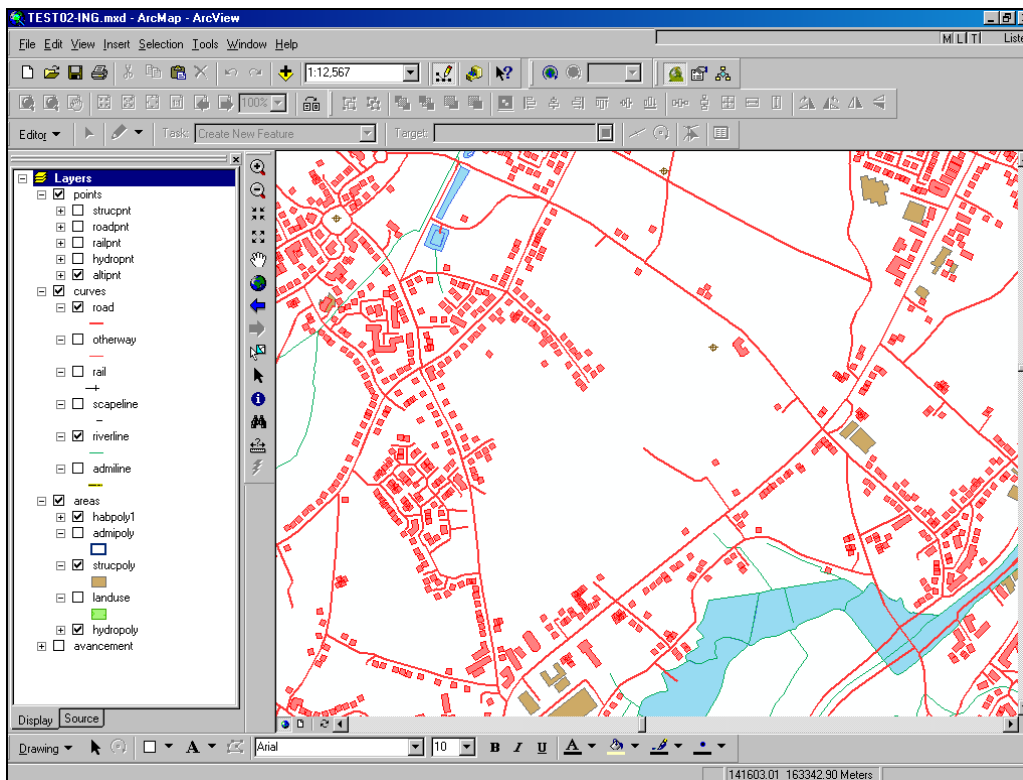 TEST02-ING.mxd - ArcMap - ArcView
File Edit View Insert Selection Tools Window Help
M L T Liste
1:12,567
100%
Editor Task: Create New Feature Target:
Layers
points
strucpnt
roadpnt
railpnt
hydropnt
altipnt
curves
road
otherway
rail
scapeline
riverline
admiline
areas
habpoly1
admipoly
strucpoly
landuse
hydropoly
avancement
Display Source
Drawing A Arial 10 B I U A
141603.01 163342.90 Meters